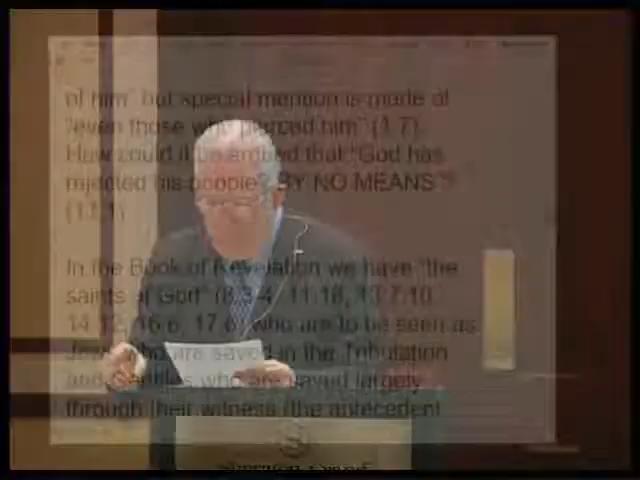 of him" but special mention is made of
"even those who pierced him" (1:7).
How could it be argued that "God has
rejected his people, BY NO MEANS"?
(11:1)
In the Book of Revelation we have "the
saints of God" (8:3-4, 11:18, 13:7,10,
14:12, 16:6, 17:6) who are to be seen as
Jews who are saved in the Tribulation
and Gentiles who are saved largely
through their witness (the antecedent